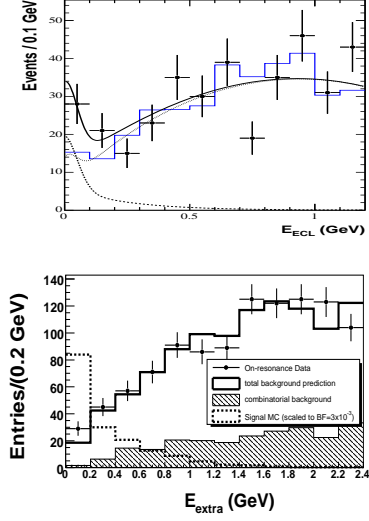 Events / 0.1 GeV
50
40
30
20
10
0
0 0.5 1
E_ECL (GeV)
Entries/(0.2 GeV)
140
120
100
80
60
40
20
0
On-resonance Data
total background prediction
combinatorial background
Signal MC (scaled to BF=3x10^-3)
0 0.2 0.4 0.6 0.8 1.0 1.2 1.4 1.6 1.8 2 2.2 2.4
E_extra (GeV)